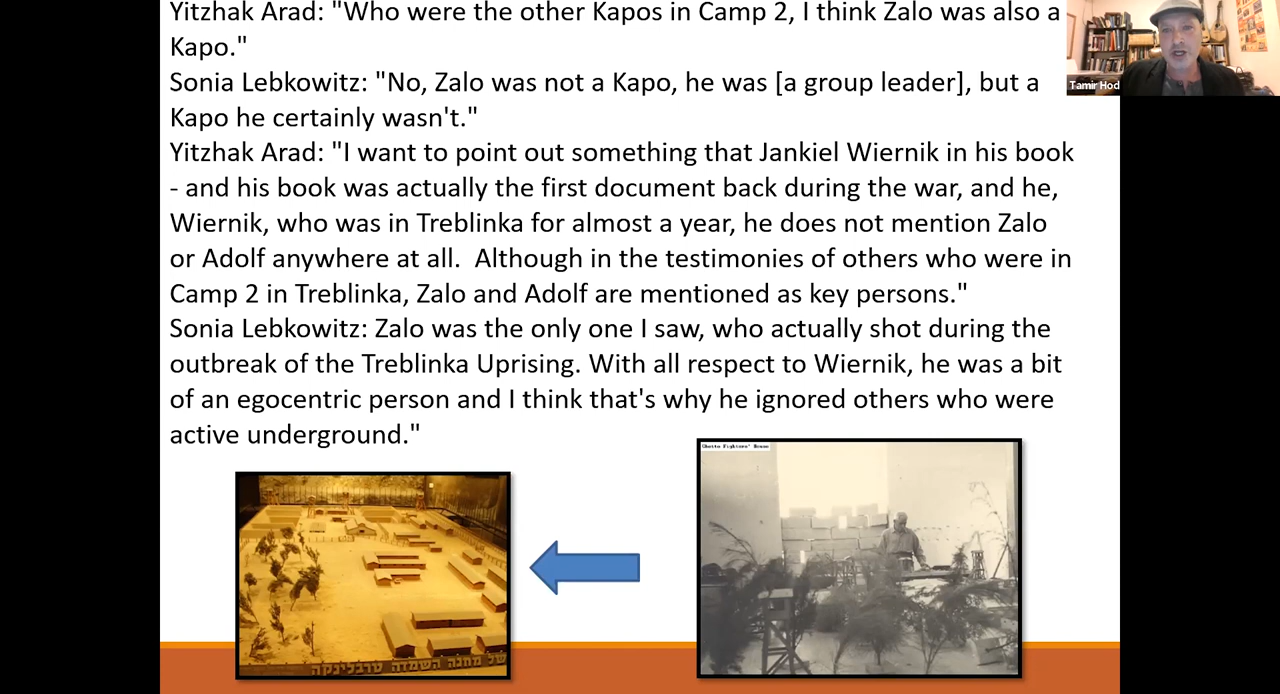 Yitzhak Arad: "Who were the other Kapos in Camp 2, I think Zalo was also a
Kapo."
Sonia Lebkowitz: "No, Zalo was not a Kapo, he was [a group leader], but a
Kapo he certainly wasn't."
Yitzhak Arad: "I want to point out something that Jankiel Wiernik in his book
- and his book was actually the first document back during the war, and he,
Wiernik, who was in Treblinka for almost a year, he does not mention Zalo
or Adolf anywhere at all.  Although in the testimonies of others who were in
Camp 2 in Treblinka, Zalo and Adolf are mentioned as key persons."
Sonia Lebkowitz: Zalo was the only one I saw, who actually shot during the
outbreak of the Treblinka Uprising. With all respect to Wiernik, he was a bit
of an egocentric person and I think that's why he ignored others who were
active underground."
Tamir Hod
Ghetto Fighters' House
של מחנה השמדה טרבלינקה